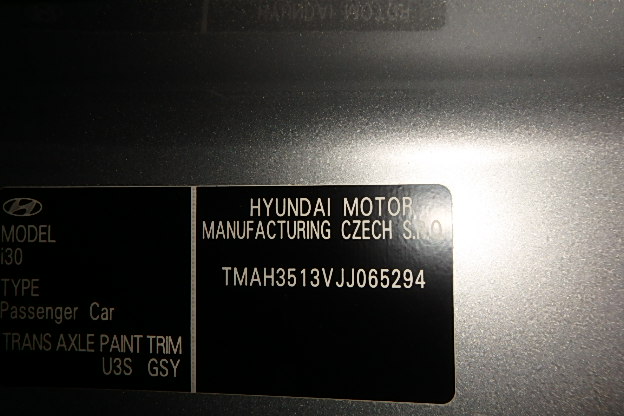 MODEL
i30
TYPE
Passenger Car
TRANS AXLE PAINT TRIM
U3S GSY
HYUNDAI MOTOR
MANUFACTURING CZECH S.R.O.
TMAH3513VJJ065294